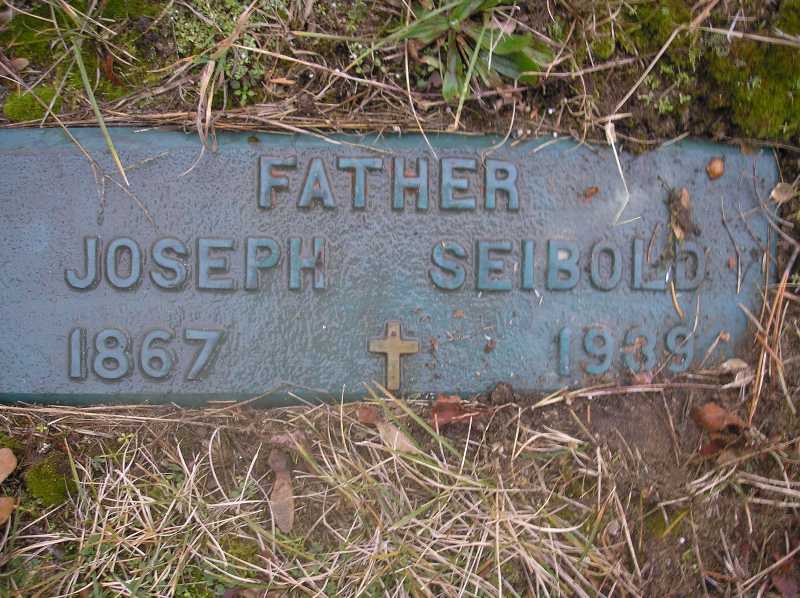 FATHER
JOSEPH SEIBOLD
1867 1939